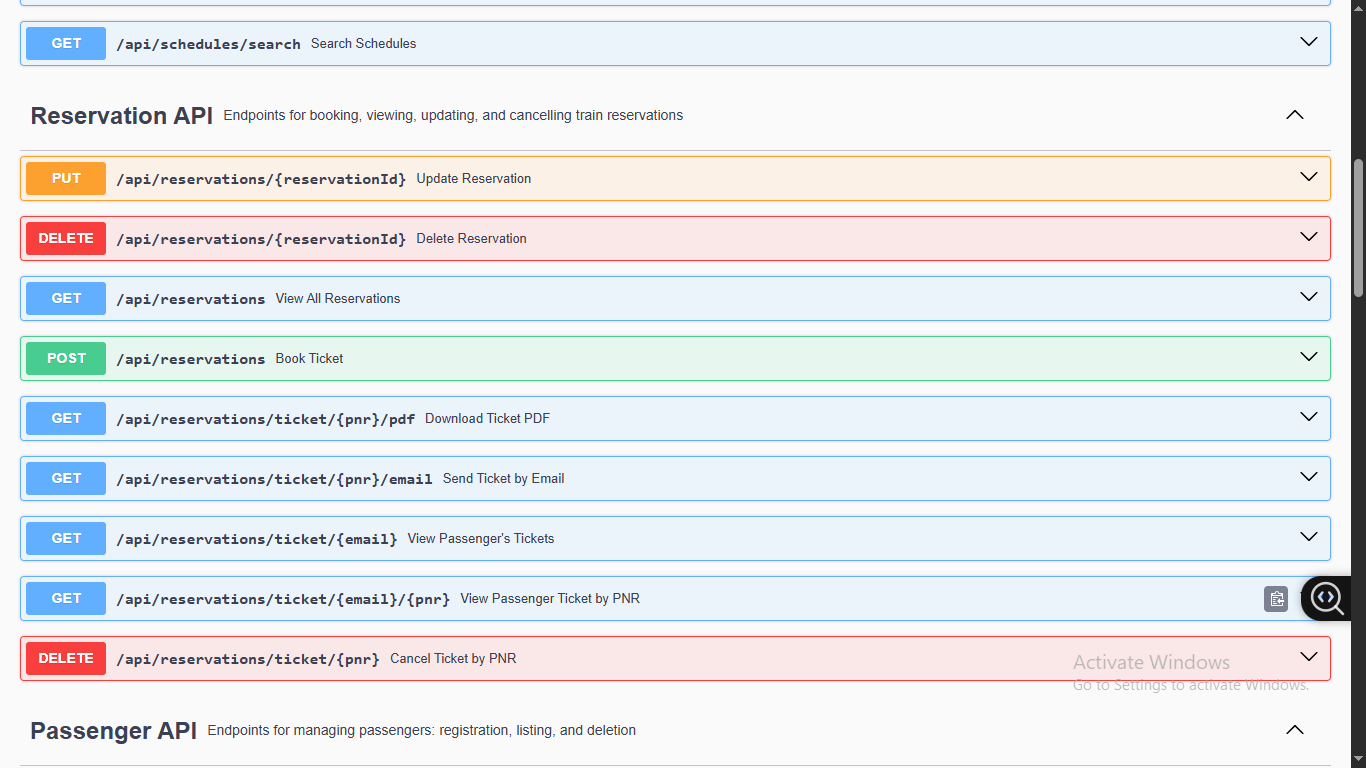 GET /api/schedules/search Search Schedules
Reservation API Endpoints for booking, viewing, updating, and cancelling train reservations
PUT /api/reservations/{reservationId} Update Reservation
DELETE /api/reservations/{reservationId} Delete Reservation
GET /api/reservations View All Reservations
POST /api/reservations Book Ticket
GET /api/reservations/ticket/{pnr}/pdf Download Ticket PDF
GET /api/reservations/ticket/{pnr}/email Send Ticket by Email
GET /api/reservations/ticket/{email} View Passenger's Tickets
GET /api/reservations/ticket/{email}/{pnr} View Passenger Ticket by PNR
DELETE /api/reservations/ticket/{pnr} Cancel Ticket by PNR
Activate Windows
Go to Settings to activate Windows.
Passenger API Endpoints for managing passengers: registration, listing, and deletion